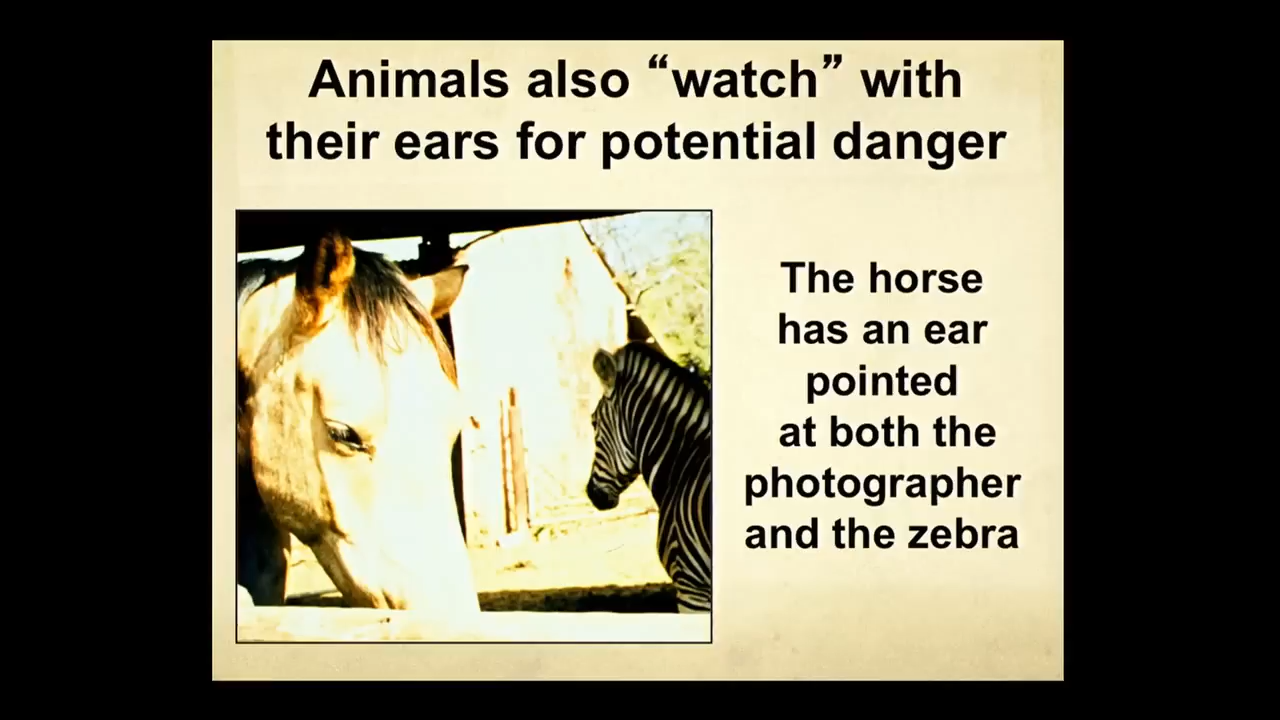 Animals also “watch” with
their ears for potential danger
The horse
has an ear
pointed
at both the
photographer
and the zebra